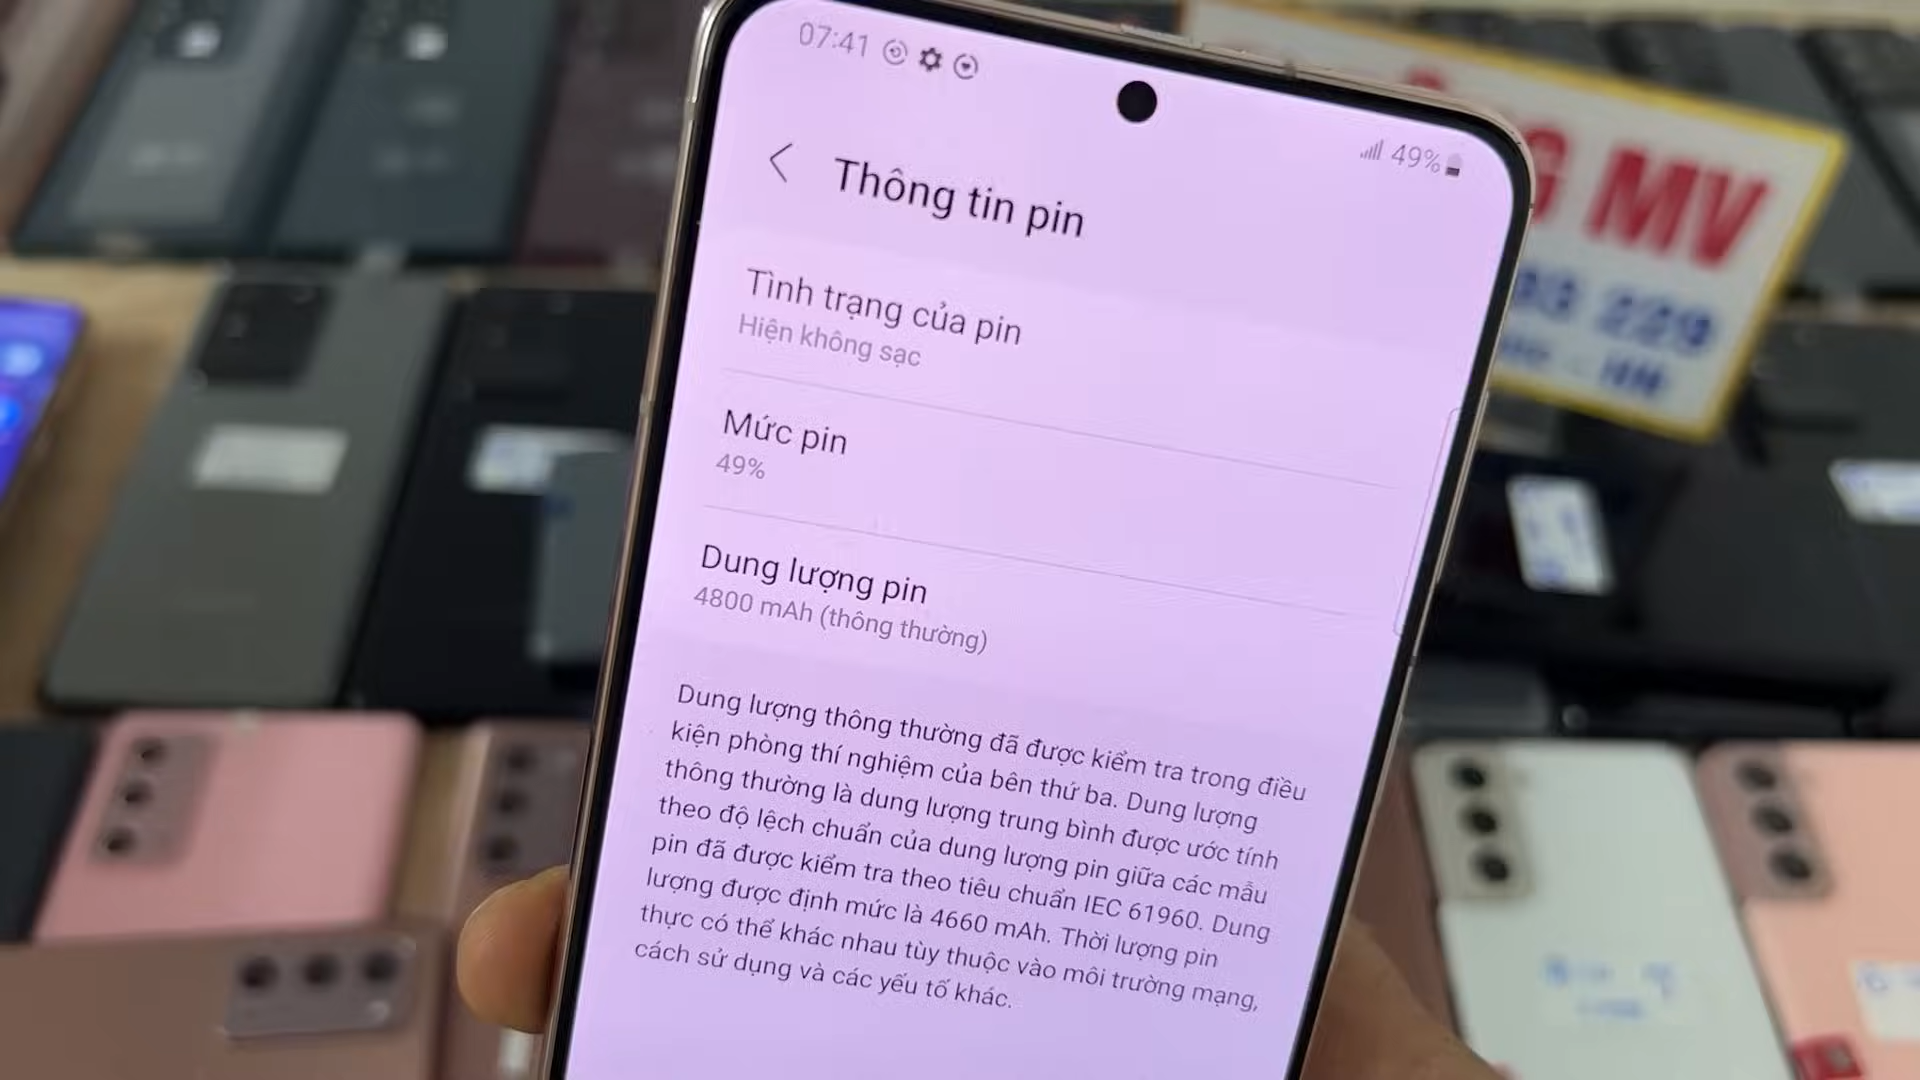 07:41
49%
Thông tin pin
Tình trạng của pin
Hiện không sạc
Mức pin
49%
Dung lượng pin
4800 mAh (thông thường)
Dung lượng thông thường đã được kiểm tra trong điều
kiện phòng thí nghiệm của bên thứ ba. Dung lượng
thông thường là dung lượng trung bình được ước tính
theo độ lệch chuẩn của dung lượng pin giữa các mẫu
pin đã được kiểm tra theo tiêu chuẩn IEC 61960. Dung
lượng được định mức là 4660 mAh. Thời lượng pin
thực có thể khác nhau tùy thuộc vào môi trường mạng,
cách sử dụng và các yếu tố khác.
MV
229